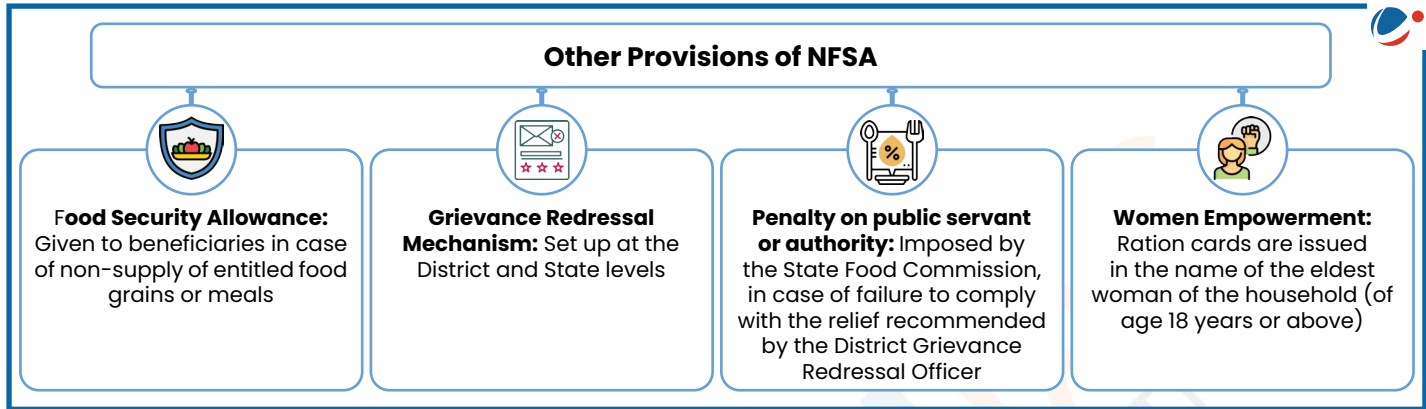 Other Provisions of NFSA
Food Security Allowance:
Given to beneficiaries in case
of non-supply of entitled food
grains or meals
Grievance Redressal
Mechanism: Set up at the
District and State levels
%
Penalty on public servant
or authority: Imposed by
the State Food Commission,
in case of failure to comply
with the relief recommended
by the District Grievance
Redressal Officer
Women Empowerment:
Ration cards are issued
in the name of the eldest
woman of the household (of
age 18 years or above)